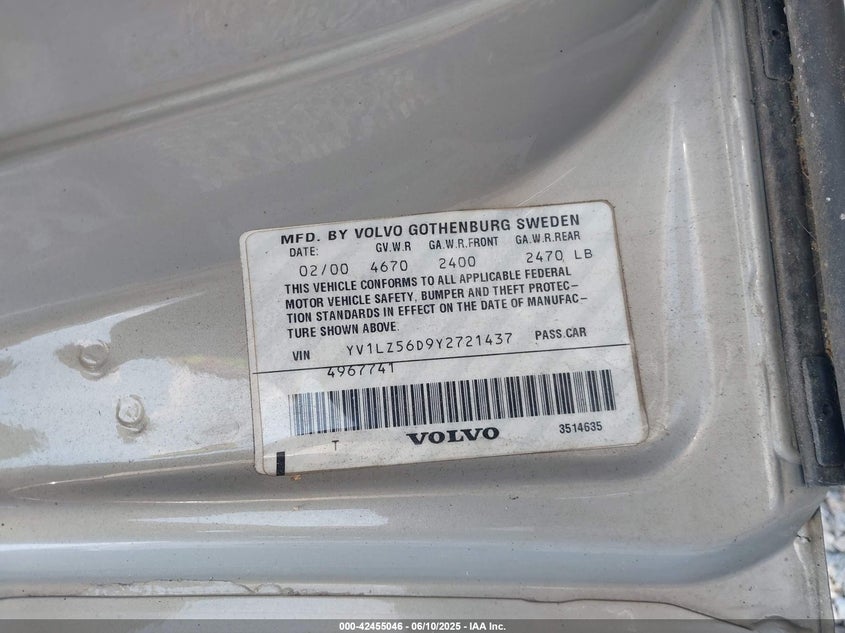 MFD. BY VOLVO GOTHENBURG SWEDEN
DATE: GV.W.R GA.W.R.FRONT GA.W.R.REAR
02/00 4670 2400 2470 LB
THIS VEHICLE CONFORMS TO ALL APPLICABLE FEDERAL
MOTOR VEHICLE SAFETY, BUMPER AND THEFT PROTEC-
TION STANDARDS IN EFFECT ON THE DATE OF MANUFAC-
TURE SHOWN ABOVE.
VIN YV1LZ56D9Y2721437 PASS.CAR
4967741
T VOLVO 3514635
000-42455046 - 06/10/2025 - IAA Inc.